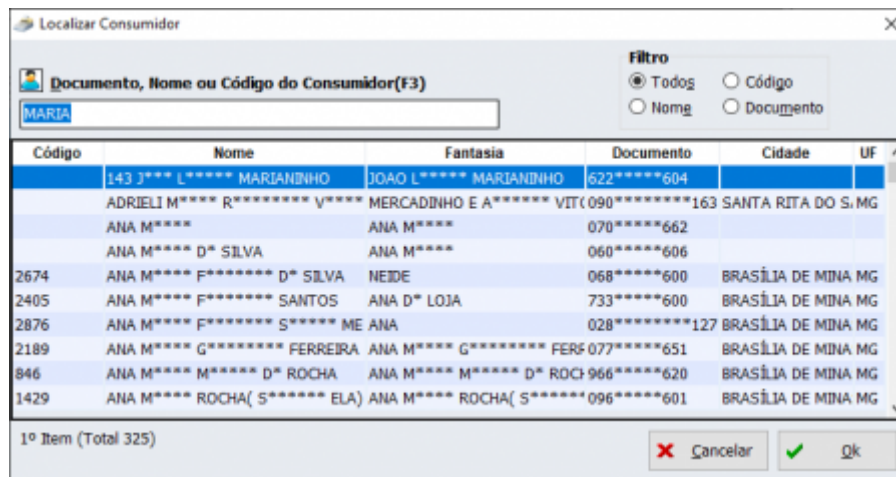 Localizar Consumidor
Filtro
Documento, Nome ou Código do Consumidor(F3)
Todos Código
MARIA
Nome Documento
Código Nome Fantasia Documento Cidade UF
143 J*** L***** MARIANINHO JOAO L***** MARIANINHO 622*****604
ADRIELI M**** R******** V**** MERCADINHO E A****** VIT( 090********163 SANTA RITA DO S. MG
ANA M**** ANA M**** 070*****662
ANA M**** D* SILVA ANA M**** 060*****606
2674 ANA M**** F******* D* SILVA NEIDE 068*****600 BRASÍLIA DE MINA MG
2405 ANA M**** F******* SANTOS ANA D* LOJA 733*****600 BRASÍLIA DE MINA MG
2876 ANA M**** F******* S***** ME ANA 028********127 BRASÍLIA DE MINA MG
2189 ANA M**** G******** FERREIRA ANA M**** G******** FERF 077*****651 BRASÍLIA DE MINA MG
846 ANA M**** M***** D* ROCHA ANA M**** M***** D* ROCH 966*****620 BRASÍLIA DE MINA MG
1429 ANA M**** ROCHA( S****** ELA) ANA M**** ROCHA( S****** 096*****601 BRASÍLIA DE MINA MG
1º Item (Total 325)
Cancelar Ok